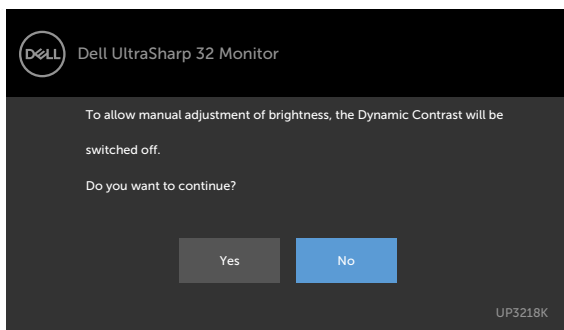 DELL
Dell UltraSharp 32 Monitor
To allow manual adjustment of brightness, the Dynamic Contrast will be
switched off.
Do you want to continue?
Yes
No
UP3218K